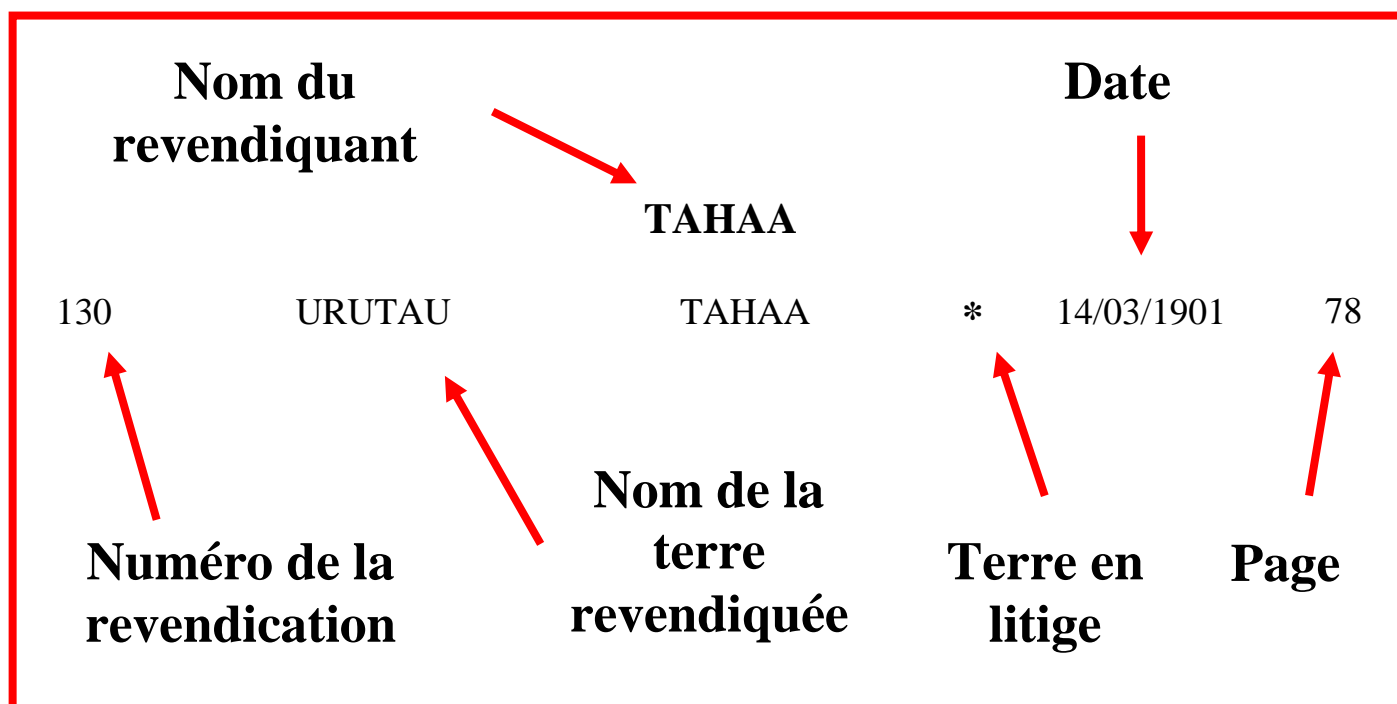 Nom du
revendiquant
Date
TAHAA
130 URUTAU TAHAA * 14/03/1901 78
Numéro de la
revendication
Nom de la
terre
revendiquée
Terre en
litige
Page